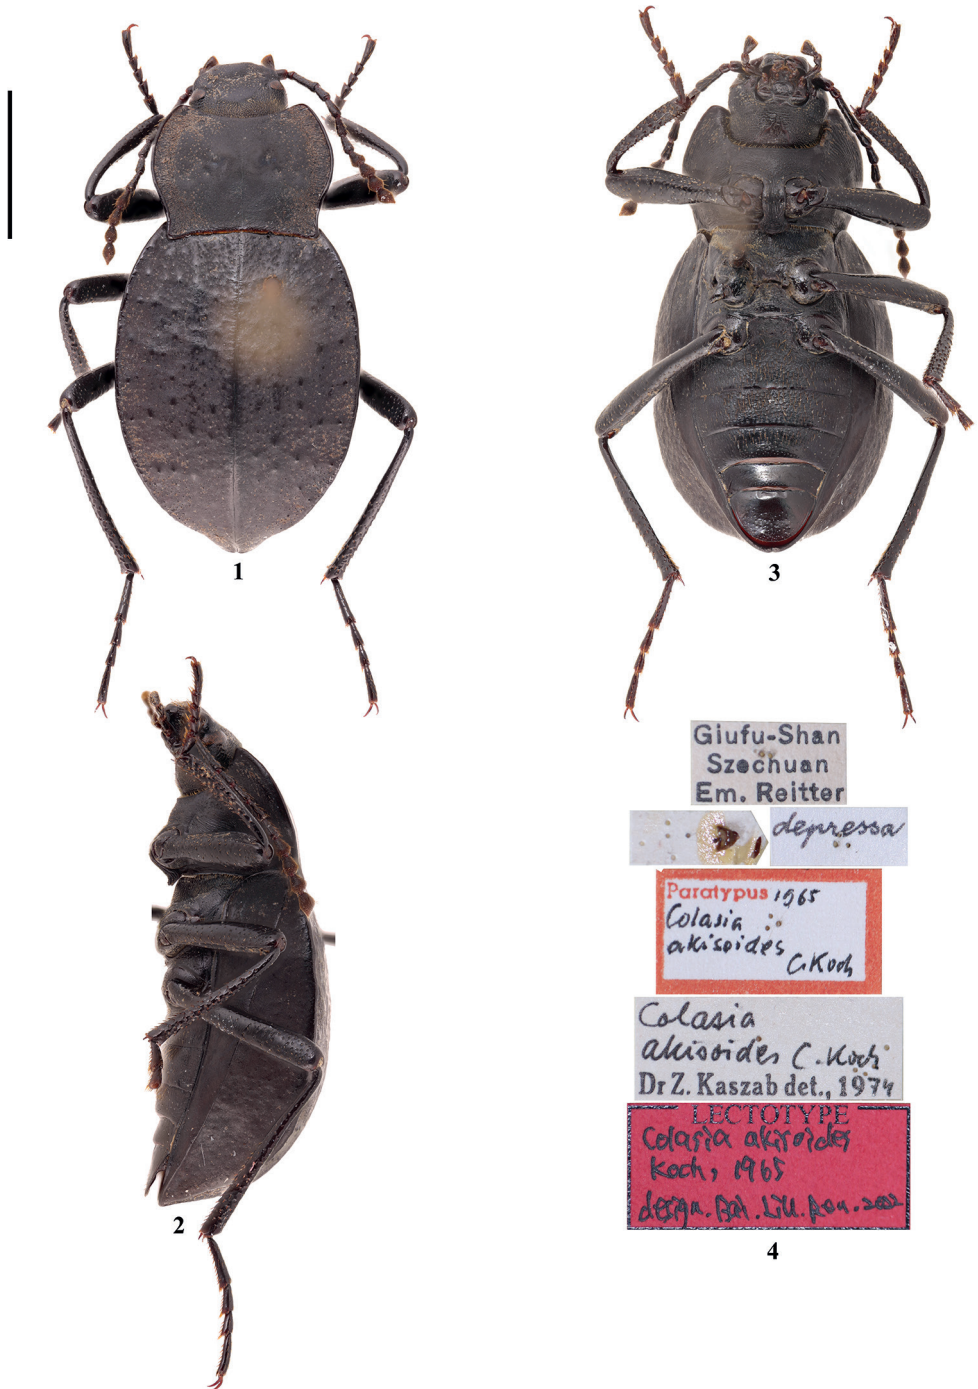 1
3
2
Giufu-Shan
Szechuan
Em. Reitter
depressa
Paratypus 1965
Colasia
akisoides
C. Koch
Colasia
akisoides C. Koch
Dr Z. Kaszab det., 1974
LECTOTYPE
Colasia akisoides
Koch, 1965
design.
4